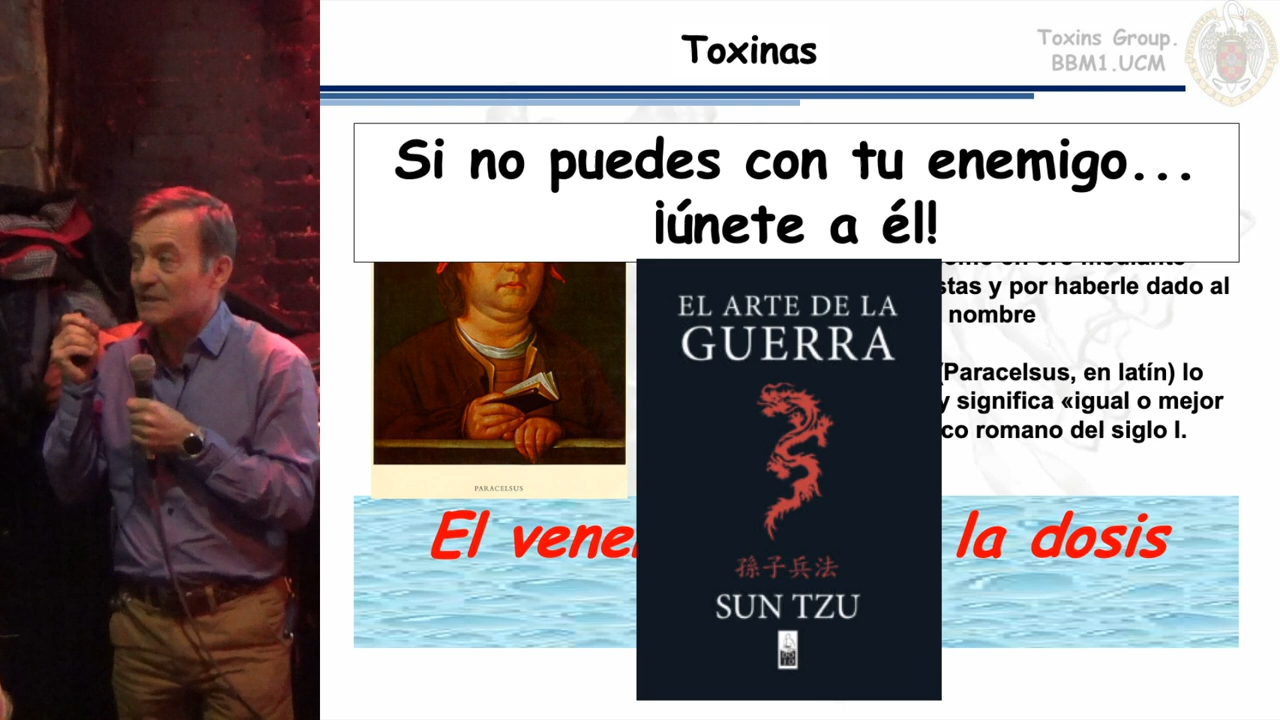 Toxinas
Toxins Group.
BBM1.UCM
Si no puedes con tu enemigo...
¡únete a él!
stas y por haberle dado al
nombre
(Paracelsus, en latín) lo
y significa «igual o mejor
co romano del siglo I.
PARACELSUS
EL ARTE DE LA
GUERRA
孫子兵法
SUN TZU
El vene
la dosis